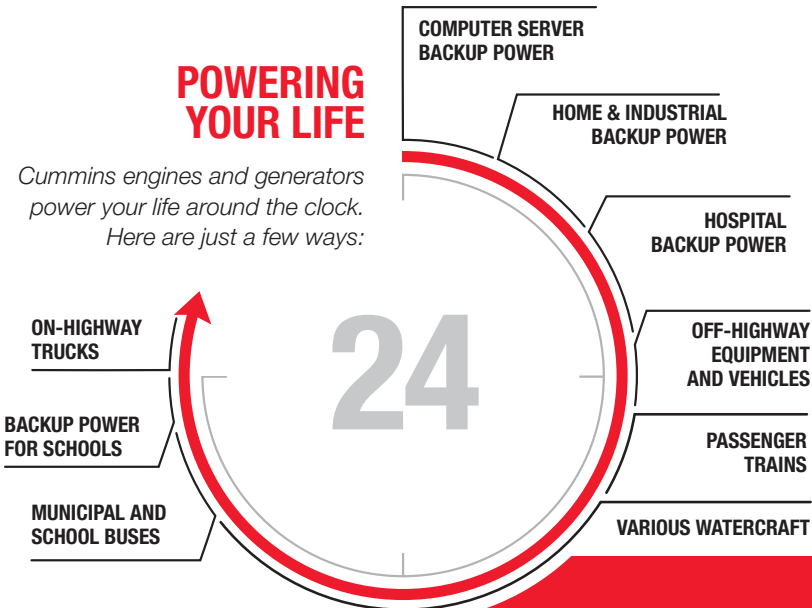 POWERING
YOUR LIFE
Cummins engines and generators
power your life around the clock.
Here are just a few ways:
COMPUTER SERVER
BACKUP POWER
HOME & INDUSTRIAL
BACKUP POWER
HOSPITAL
BACKUP POWER
OFF-HIGHWAY
EQUIPMENT
AND VEHICLES
PASSENGER
TRAINS
VARIOUS WATERCRAFT
MUNICIPAL AND
SCHOOL BUSES
BACKUP POWER
FOR SCHOOLS
ON-HIGHWAY
TRUCKS
24